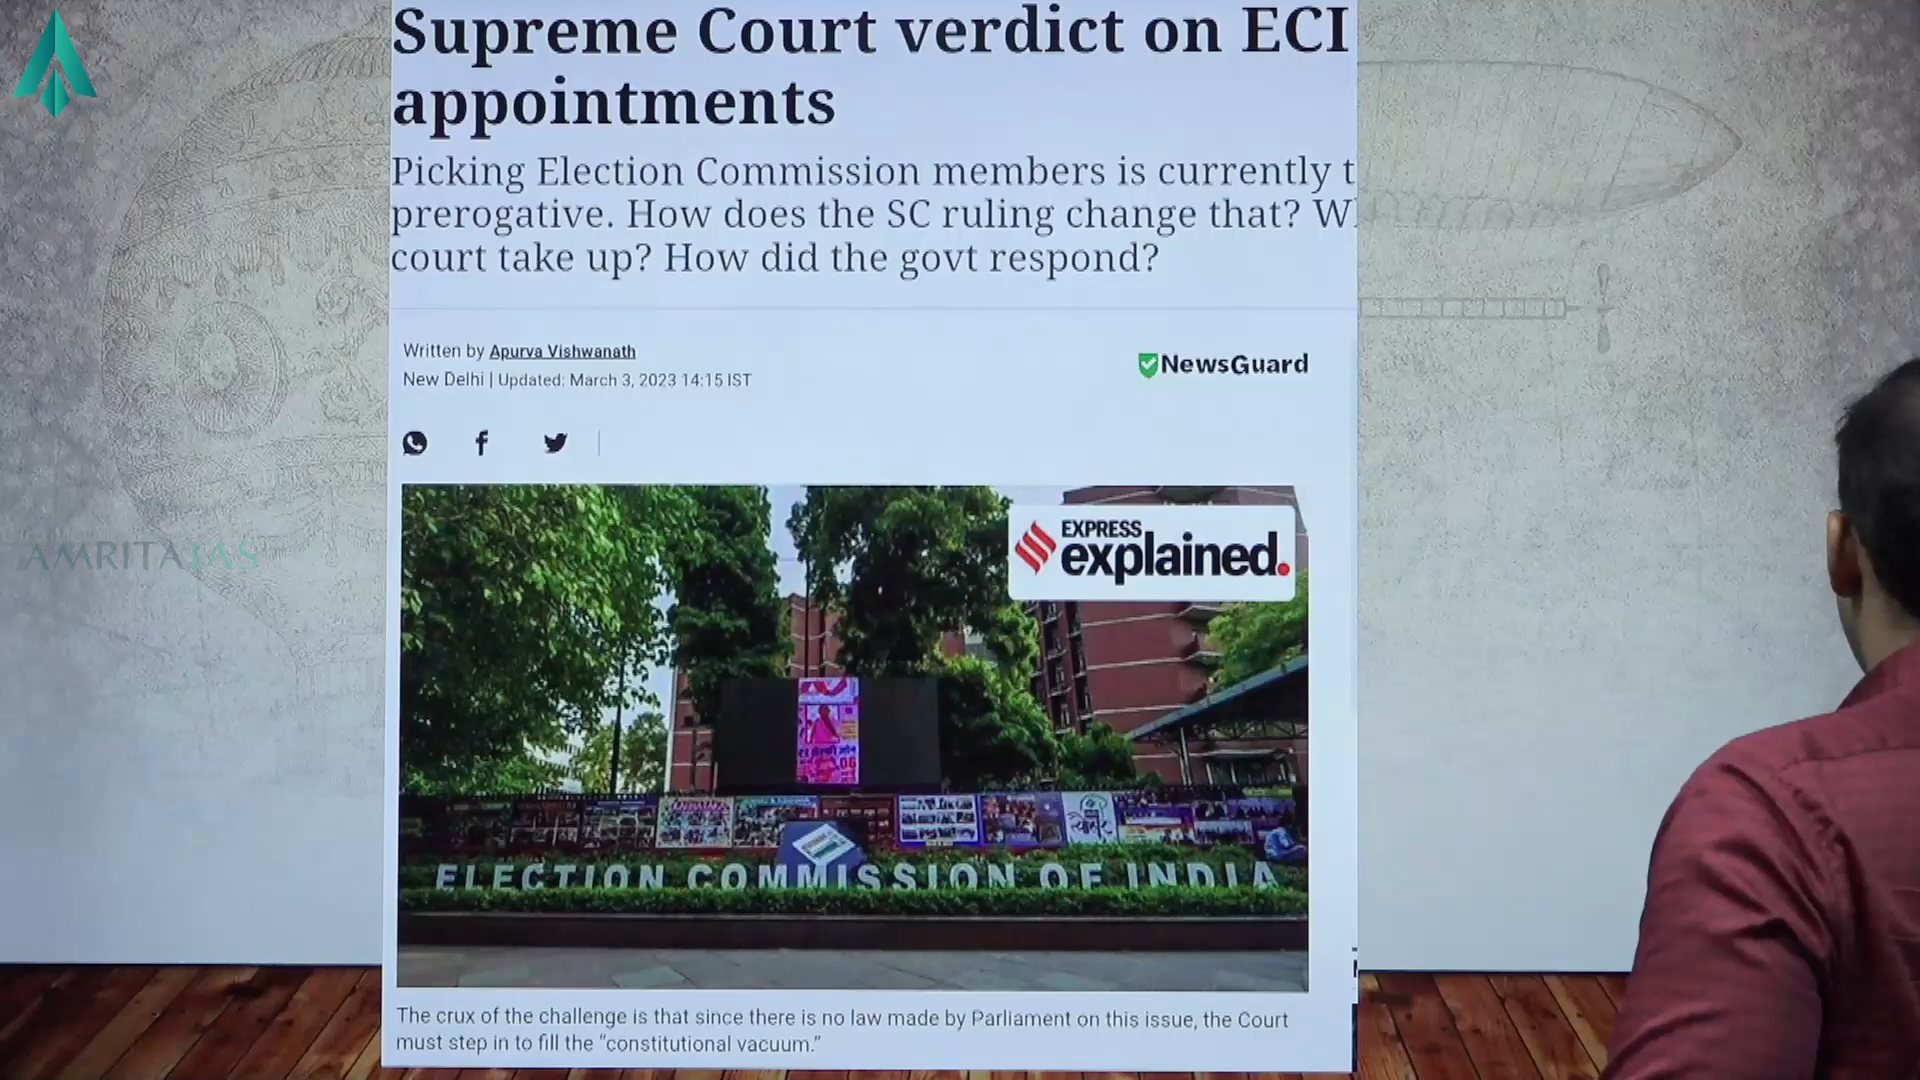 Supreme Court verdict on ECI
appointments
Picking Election Commission members is currently t
prerogative. How does the SC ruling change that? W
court take up? How did the govt respond?
Written by Apurva Vishwanath
New Delhi | Updated: March 3, 2023 14:15 IST
NewsGuard
EXPRESS
explained.
AMRITA IAS
ELECTION COMMISSION OF INDIA
The crux of the challenge is that since there is no law made by Parliament on this issue, the Court
must step in to fill the “constitutional vacuum.”